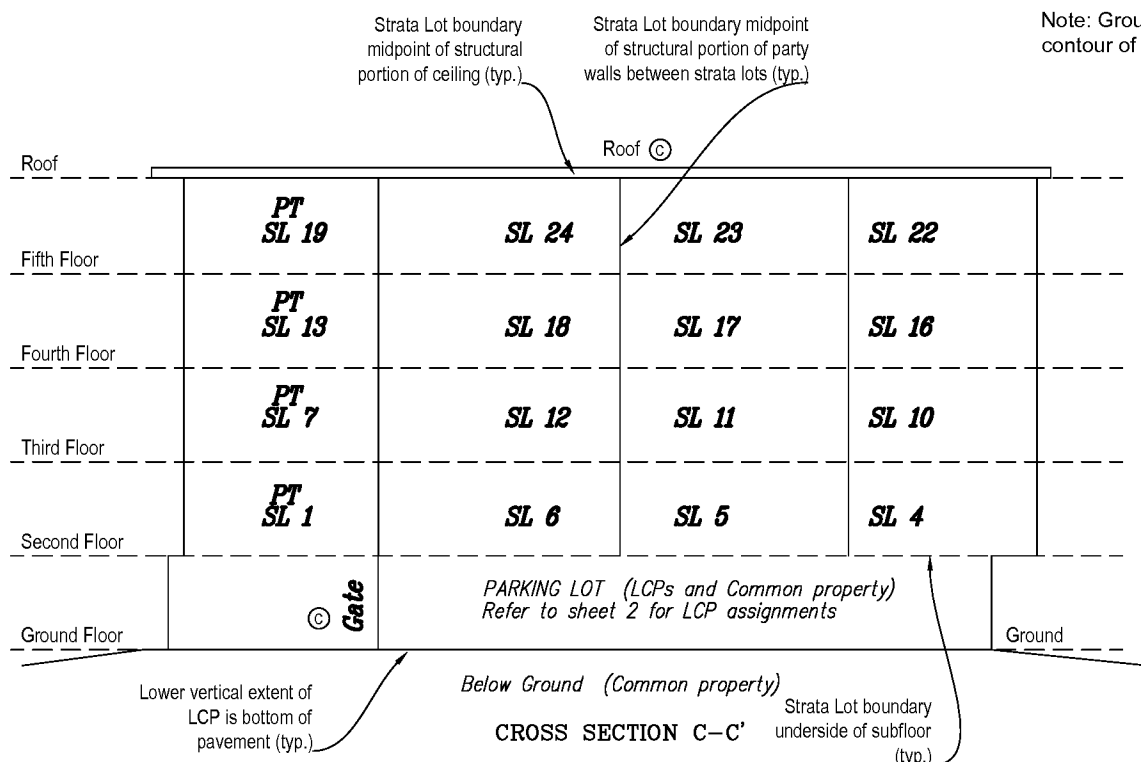 Strata Lot boundary
midpoint of structural
portion of ceiling (typ.)
Strata Lot boundary midpoint
of structural portion of party
walls between strata lots (typ.)
Note:
contour of
Roof
Roof Ⓒ
PT
SL 19
SL 24
SL 23
SL 22
Fifth Floor
PT
SL 13
SL 18
SL 17
SL 16
Fourth Floor
PT
SL 7
SL 12
SL 11
SL 10
Third Floor
PT
SL 1
SL 6
SL 5
SL 4
Second Floor
Ⓒ
Gate
PARKING LOT (LCPs and Common property)
Refer to sheet 2 for LCP assignments
Ground Floor
Ground
Lower vertical extent of
LCP is bottom of
pavement (typ.)
Below Ground (Common property)
CROSS SECTION C-C'
Strata Lot boundary
underside of subfloor
(typ.)